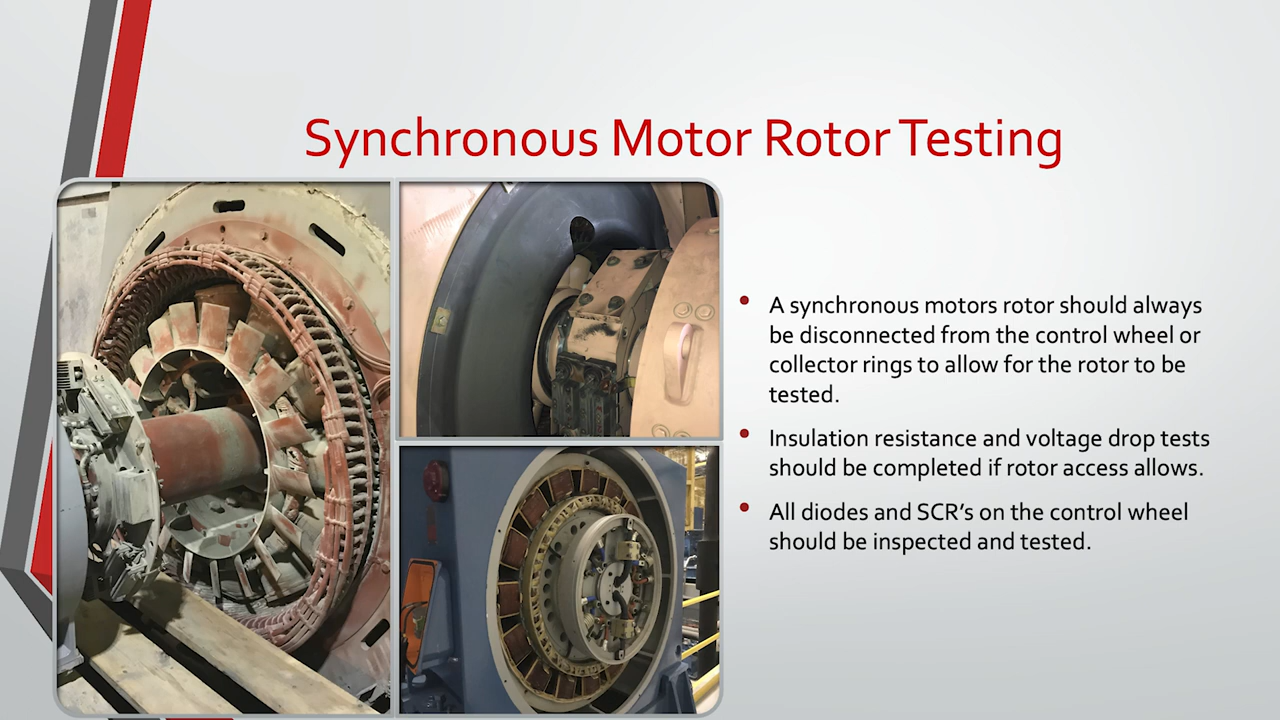 Synchronous Motor Rotor Testing
• A synchronous motors rotor should always
be disconnected from the control wheel or
collector rings to allow for the rotor to be
tested.
• Insulation resistance and voltage drop tests
should be completed if rotor access allows.
• All diodes and SCR’s on the control wheel
should be inspected and tested.